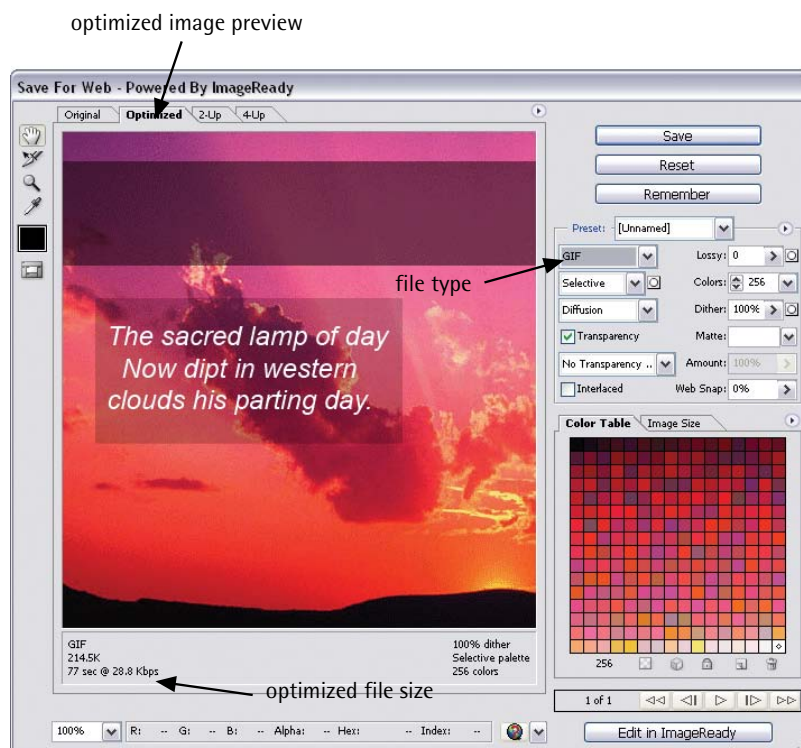 optimized image preview
Save For Web - Powered By ImageReady
Original Optimized 2-Up 4-Up
Save
Reset
Remember
Preset: [Unnamed]
GIF Lossy: 0
file type
Selective Colors: 256
Diffusion Dither: 100%
Transparency Matte:
No Transparency .. Amount: 100%
Interlaced Web Snap: 0%
The sacred lamp of day
Now dipt in western
clouds his parting day.
Color Table Image Size
256
GIF
214.5K
77 sec @ 28.8 Kbps
100% dither
Selective palette
256 colors
optimized file size
1 of 1
100% R: -- G: -- B: -- Alpha: -- Hex: -- Index: --
Edit in ImageReady